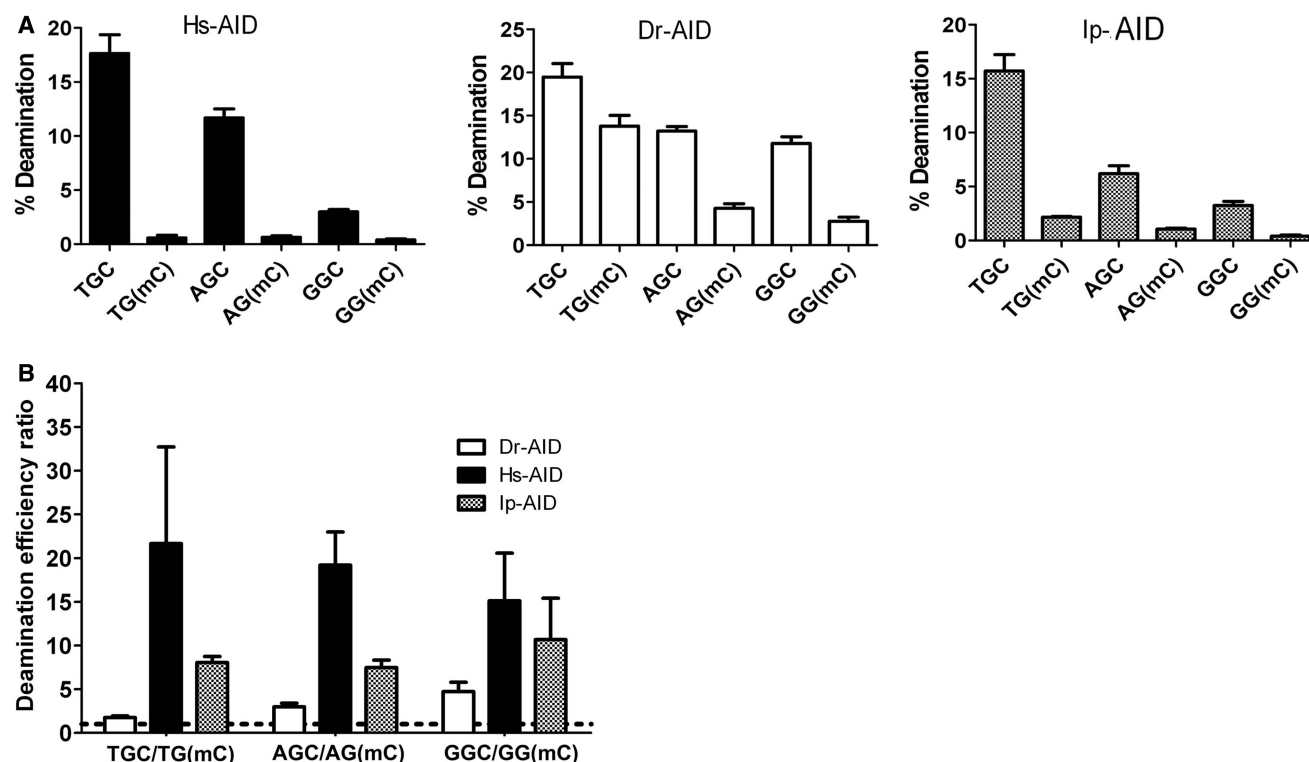 A
Hs-AID
% Deamination
20
15
10
5
0
TGC
TG(mC)
AGC
AG(mC)
GGC
GG(mC)
Dr-AID
% Deamination
25
20
15
10
5
0
TGC
TG(mC)
AGC
AG(mC)
GGC
GG(mC)
Ip-AID
% Deamination
20
15
10
5
0
TGC
TG(mC)
AGC
AG(mC)
GGC
GG(mC)
B
Deamination efficiency ratio
40
35
30
25
20
15
10
5
0
Dr-AID
Hs-AID
Ip-AID
TGC/TG(mC)
AGC/AG(mC)
GGC/GG(mC)